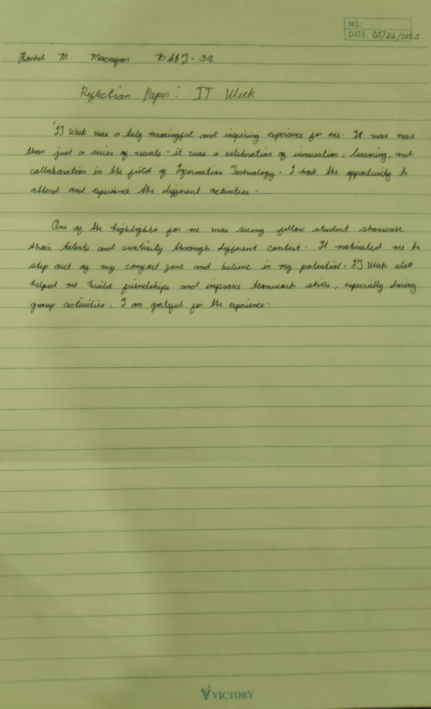 NO.:
DATE: 05/26/2025
M. Macaypan
Reflection Paper: IT Week
IT Week was a truly meaningful and inspiring experience for me. It was more
than just a series of events - it was a celebration of innovation, learning, and
collaboration in the field of Information Technology. I had the opportunity to
attend and experience the different activities.
One of the highlights for me was seeing fellow student showcase
their talents and creativity through different contest. It motivated me to
step out of my comfort zone and believe in my potential. IT Week also
helped me build friendships and improve teamwork skills, especially during
group activities. I am grateful for the experience.
VICTORY